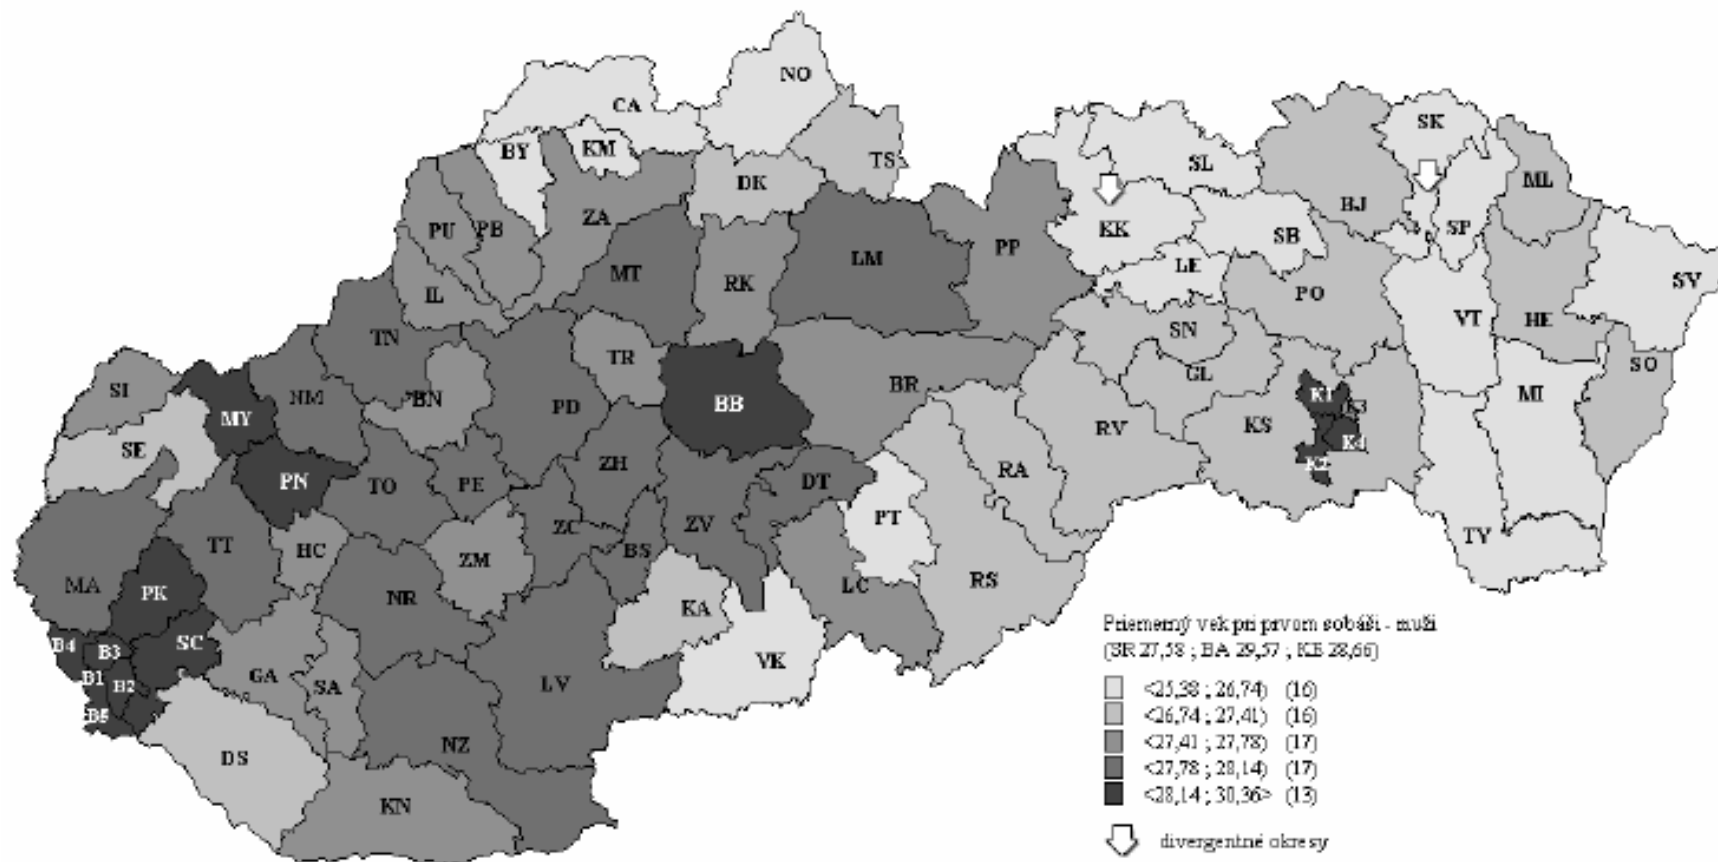 NO
CA
SK
BY
KM
TS
SL
DK
ML
BJ
PU
PB
ZA
KK
SB
SP
PP
LM
MT
LE
SV
IL
RK
PO
VT
HE
TN
SN
TR
SO
SI
BR
GL
NM
BN
PD
BB
MI
K1
K3
MY
RV
KS
SE
K4
ZH
K2
RA
PN
TO
PE
DT
PT
ZC
ZV
TY
TT
HC
BS
ZM
RS
MA
PK
NR
LC
KA
B4
B3
SC
VK
B1
B2
GA
SA
LV
B5
NZ
DS
KN
Priemerný vek pri prvom sobáši - muži
(SR 27,58 ; BA 29,57 ; KE 28,66)
<25,38 ; 26,74) (16)
<26,74 ; 27,41) (16)
<27,41 ; 27,78) (17)
<27,78 ; 28,14) (17)
<28,14 ; 30,36> (13)
divergentné okresy